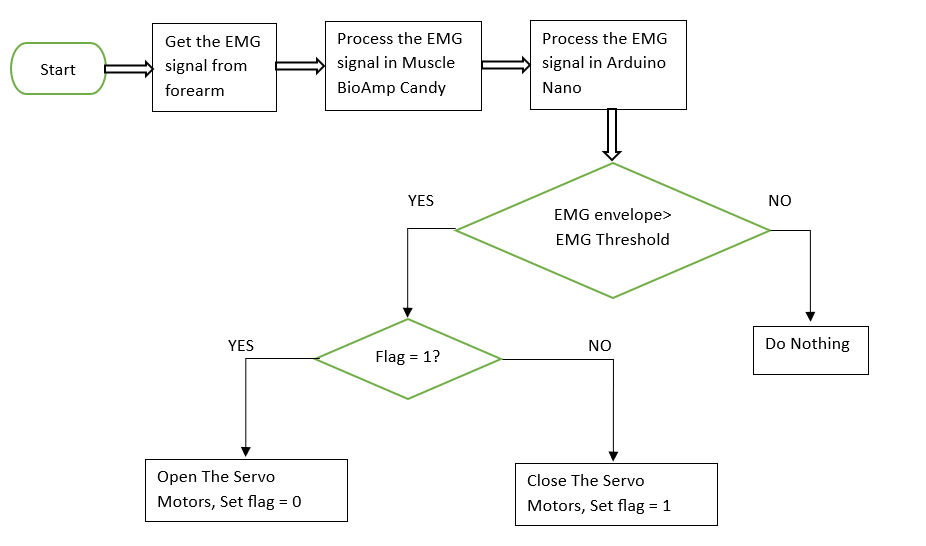 Start
Get the EMG
signal from
forearm
Process the EMG
signal in Muscle
BioAmp Candy
Process the EMG
signal in Arduino
Nano
YES
EMG envelope>
EMG Threshold
NO
Do Nothing
YES
Flag = 1?
NO
Open The Servo
Motors, Set flag = 0
Close The Servo
Motors, Set flag = 1